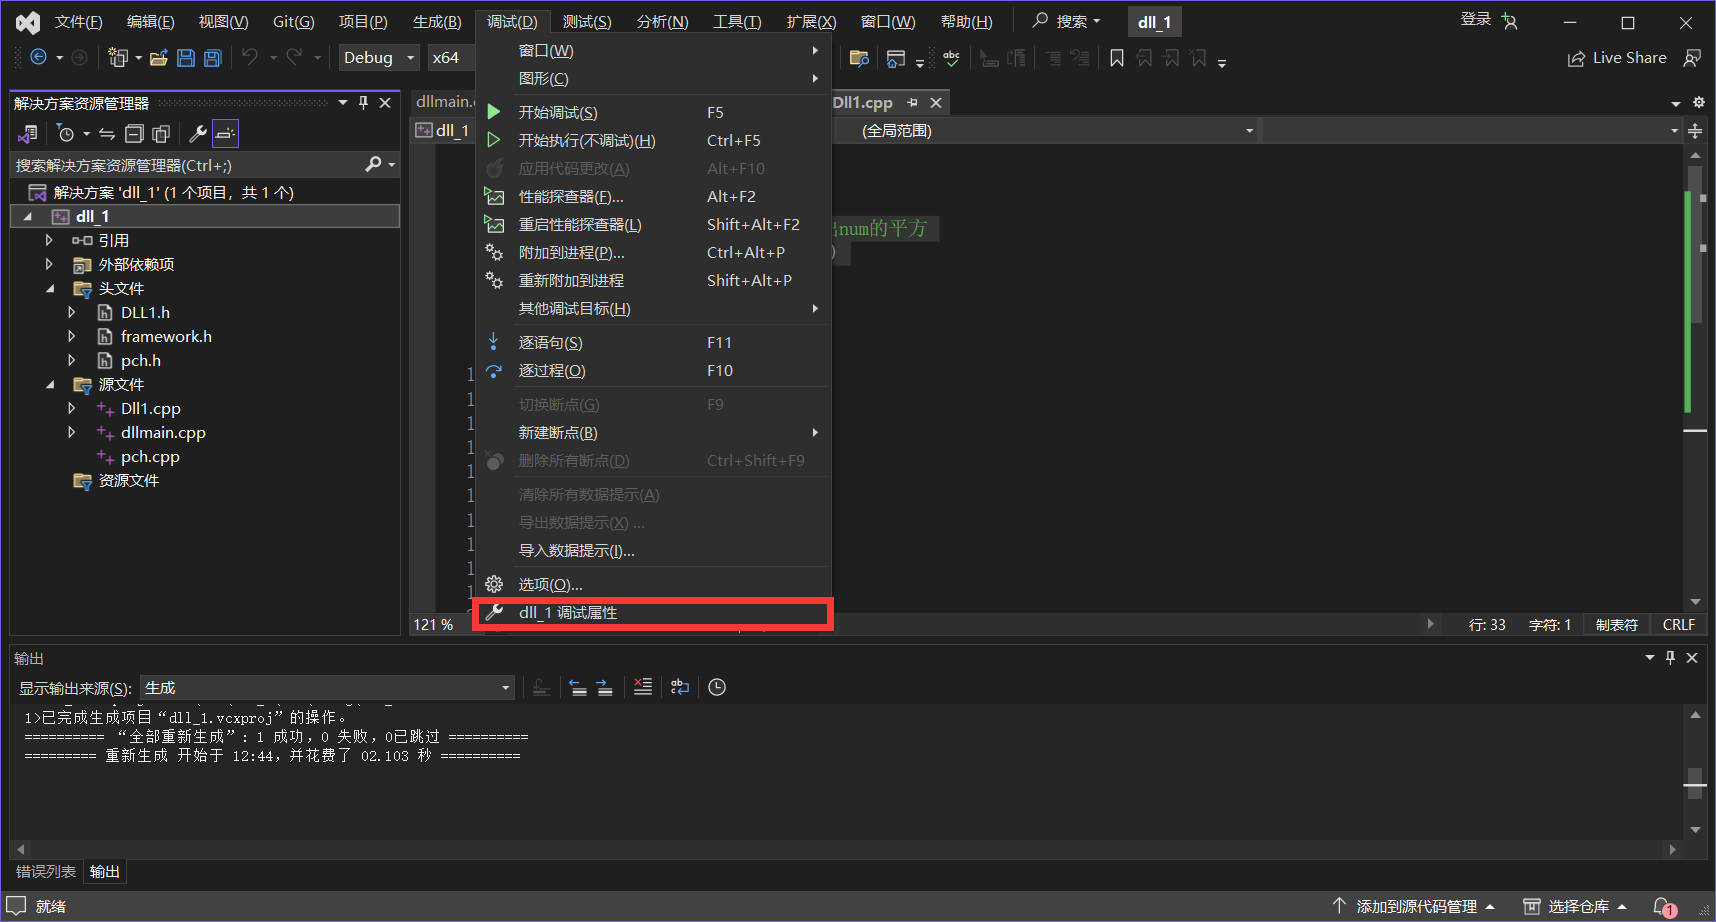 文件(F) 编辑(E) 视图(V) Git(G) 项目(P) 生成(B) 调试(D) 测试(S) 分析(N) 工具(T) 扩展(X) 窗口(W) 帮助(H) 搜索 dll_1 登录
Debug x64 Live Share
解决方案资源管理器
搜索解决方案资源管理器(Ctrl+;)
解决方案 'dll_1' (1 个项目，共 1 个)
dll_1
引用
外部依赖项
头文件
DLL1.h
framework.h
pch.h
源文件
Dll1.cpp
dllmain.cpp
pch.cpp
资源文件
窗口(W)
图形(C)
开始调试(S) F5
开始执行(不调试)(H) Ctrl+F5
应用代码更改(A) Alt+F10
性能探查器(F)... Alt+F2
重启性能探查器(L) Shift+Alt+F2
附加到进程(P)... Ctrl+Alt+P
重新附加到进程 Shift+Alt+P
其他调试目标(H)
逐语句(S) F11
逐过程(O) F10
切换断点(G) F9
新建断点(B)
删除所有断点(D) Ctrl+Shift+F9
清除所有数据提示(A)
导出数据提示(X) ...
导入数据提示(I)...
选项(O)...
dll_1 调试属性
dllmain. Dll1.cpp
dll_1 (全局范围)
num的平方
)
1
1
1
1
1
1
1
1
1
1
121 % 行: 33 字符: 1 制表符 CRLF
输出
显示输出来源(S): 生成
1>已完成生成项目“dll_1.vcxproj”的操作。
========== “全部重新生成”: 1 成功，0 失败，0已跳过 ==========
========= 重新生成 开始于 12:44，并花费了 02.103 秒 ==========
错误列表 输出
就绪 添加到源代码管理 选择仓库 1